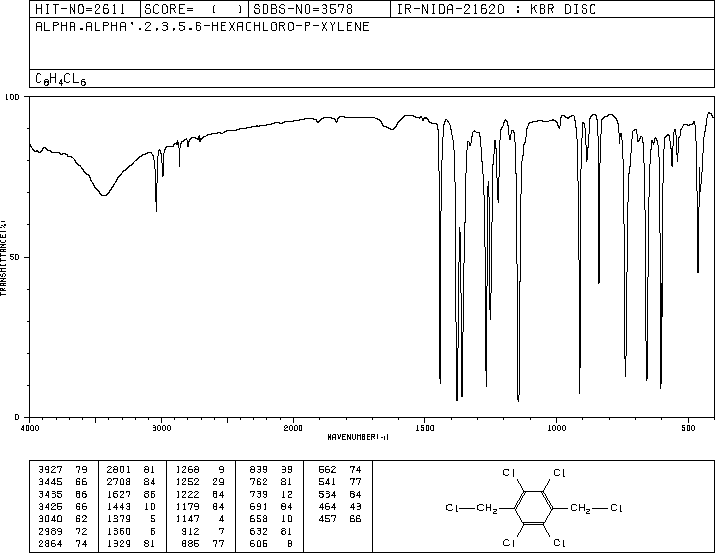 HIT-NO=2611 SCORE= ( ) SDBS-NO=3578 IR-NIDA-21620 : KBR DISC
ALPHA.ALPHA'.2,3,5,6-HEXACHLORO-P-XYLENE
C8H4CL6
100
50
0
TRANSMITTANCE(%)
4000 3000 2000 1500 1000 500
WAVENUMBER(-1)
3927 79 2801 81 1268 9 839 39 562 74
3445 66 2708 84 1252 29 762 81 541 77
3435 66 1627 86 1222 64 739 12 534 84
3425 66 1443 10 1179 84 691 84 464 43
3040 62 1379 5 1147 4 658 10 457 66
2989 72 1360 6 912 7 632 81
2864 74 1329 81 885 77 606 8
Cl Cl
Cl—CH2 CH2—Cl
Cl Cl